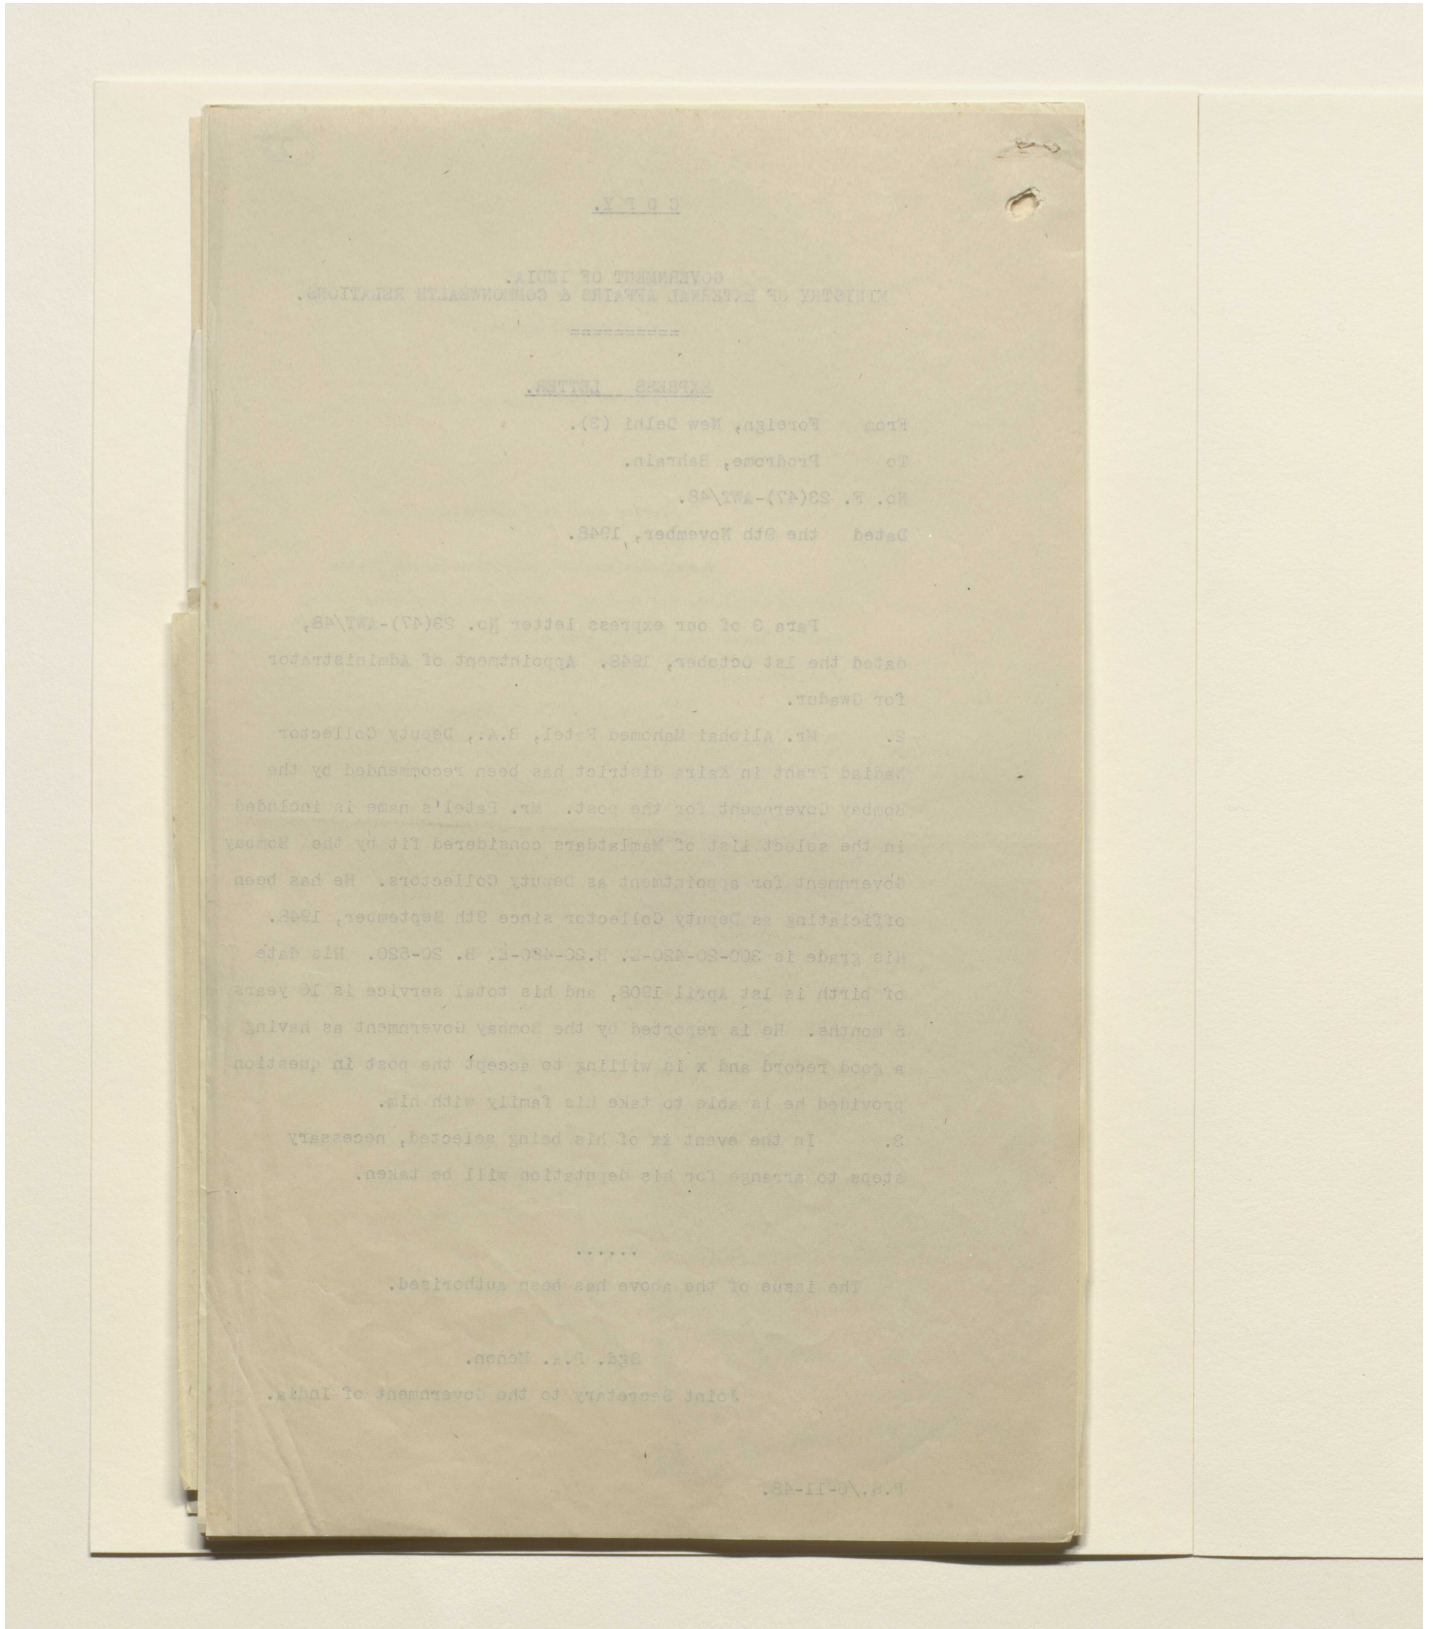 C O P Y.
GOVERNMENT OF INDIA.
MINISTRY OF EXTERNAL AFFAIRS & COMMONWEALTH RELATIONS.
===========
EXPRESS LETTER.
From Foreign, New Delhi (3).
To Prodrome, Bahrain.
No. F. 23(47)-AWT/48.
Dated the 9th November, 1948.
Para 3 of our express letter No. 23(47)-AWT/48,
dated the 1st October, 1948. Appointment of Administrator
for Gwadur.
2. Mr. Alibhai Mahomed Patel, B.A., Deputy Collector
Nadiad Prant in Kaira district has been recommended by the
Bombay Government for the post. Mr. Patel's name is included
in the select list of Mamlatdars considered fit by the Bombay
Government for appointment as Deputy Collectors. He has been
officiating as Deputy Collector since 9th September, 1948.
His grade is 300-20-420-E. B.20-480-E. B. 20-620. His date
of birth is 1st April 1908, and his total service is 16 years
8 months. He is reported by the Bombay Government as having
a good record and x is willing to accept the post in question
provided he is able to take his family with him.
3. In the event ix of his being selected, necessary
steps to arrange for his deputation will be taken.
......
The issue of the above has been authorised.
Sgd. P.A. Menon.
Joint Secretary to the Government of India.
P.S./6-11-48.